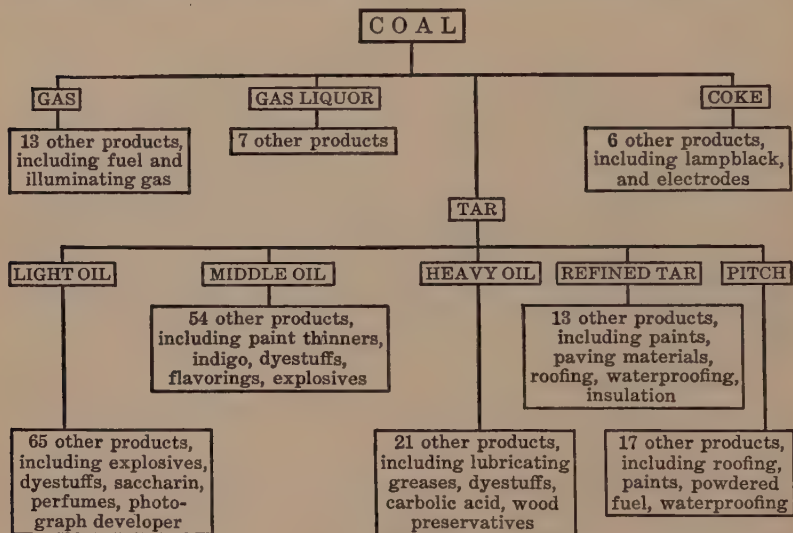 COAL
GAS
GAS LIQUOR
COKE
13 other products,
including fuel and
illuminating gas
7 other products
6 other products,
including lampblack,
and electrodes
TAR
LIGHT OIL
MIDDLE OIL
HEAVY OIL
REFINED TAR
PITCH
54 other products,
including paint thinners,
indigo, dyestuffs,
flavorings, explosives
13 other products,
including paints,
paving materials,
roofing, waterproofing,
insulation
65 other products,
including explosives,
dyestuffs, saccharin,
perfumes, photo-
graph developer
21 other products,
including lubricating
greases, dyestuffs,
carbolic acid, wood
preservatives
17 other products,
including roofing,
paints, powdered
fuel, waterproofing